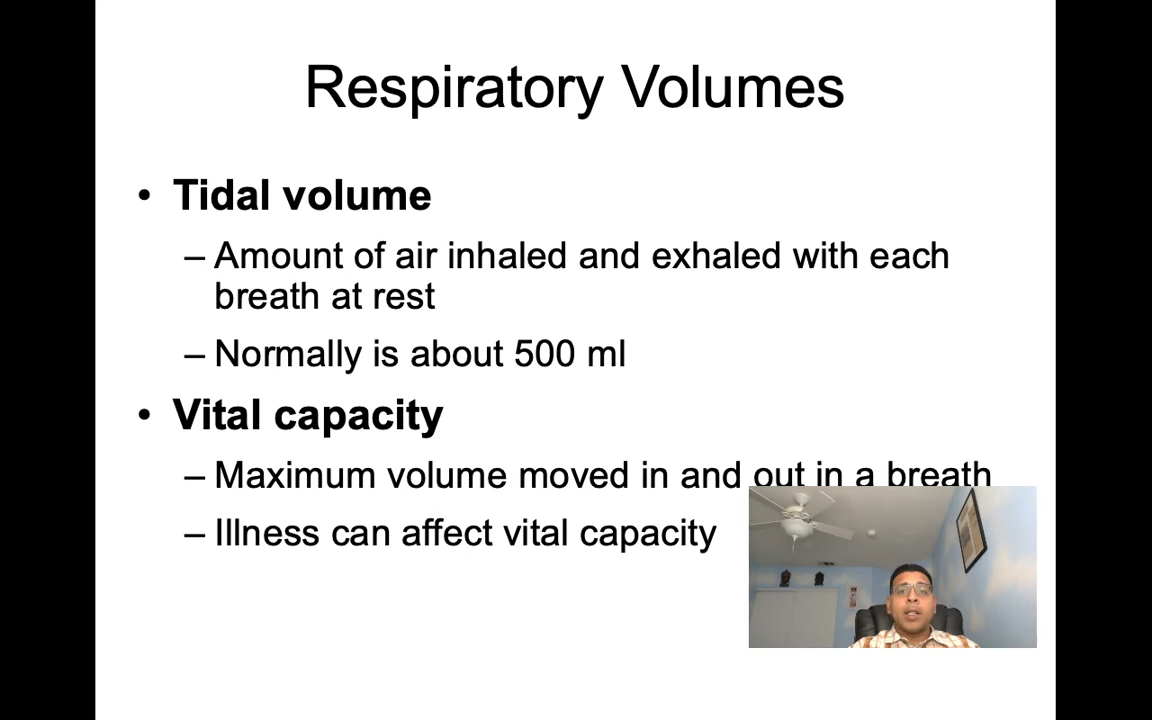 Respiratory Volumes
• Tidal volume
– Amount of air inhaled and exhaled with each
breath at rest
– Normally is about 500 ml
• Vital capacity
– Maximum volume moved in and out in a breath
– Illness can affect vital capacity